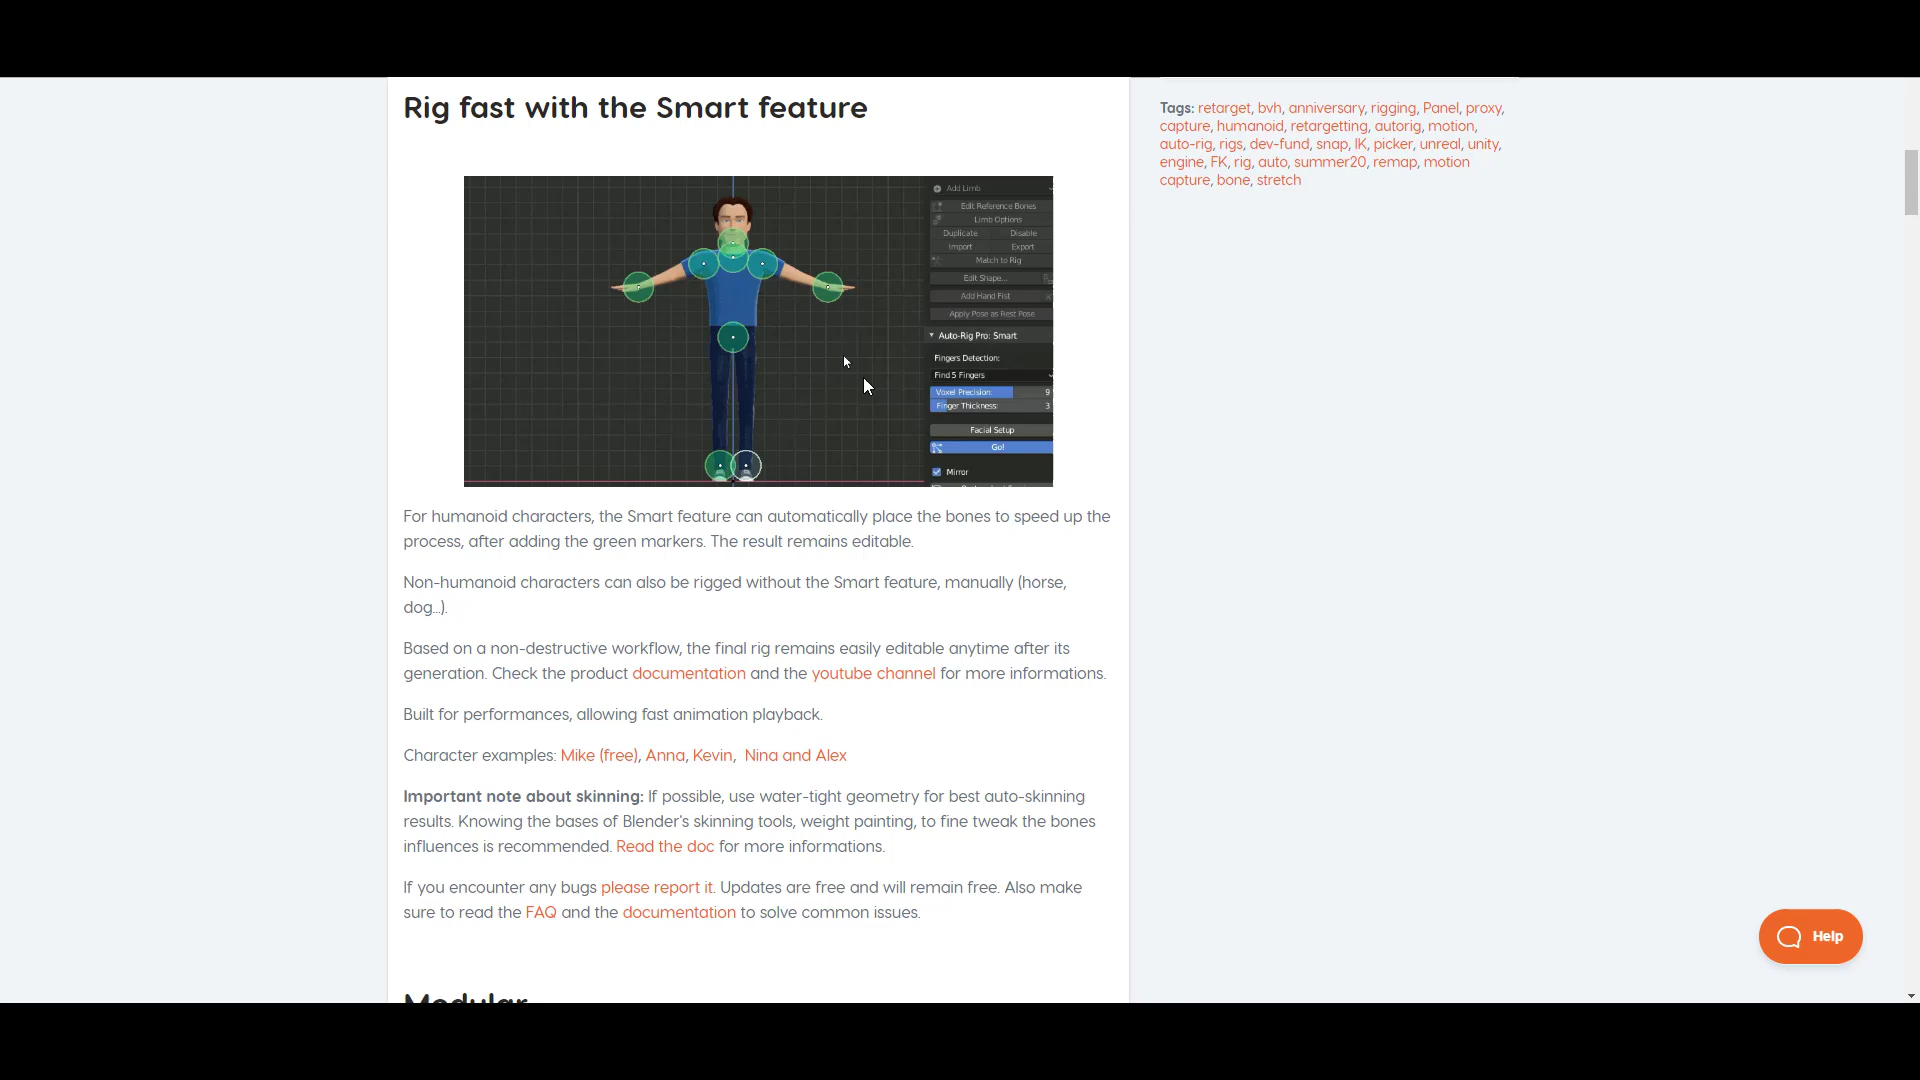 Rig fast with the Smart feature
Add Limb
Edit Reference Bones
Limb Options
Duplicate Disable
Import Export
Match to Rig
Edit Shape...
Add Hand Fist
Apply Pose as Rest Pose
Auto-Rig Pro: Smart
Fingers Detection:
Find 5 Fingers
Voxel Precision: 9
Finger Thickness: 3
Facial Setup
Go!
Mirror
For humanoid characters, the Smart feature can automatically place the bones to speed up the
process, after adding the green markers. The result remains editable.
Non-humanoid characters can also be rigged without the Smart feature, manually (horse,
dog...).
Based on a non-destructive workflow, the final rig remains easily editable anytime after its
generation. Check the product documentation and the youtube channel for more informations.
Built for performances, allowing fast animation playback.
Character examples: Mike (free), Anna, Kevin, Nina and Alex
Important note about skinning: If possible, use water-tight geometry for best auto-skinning
results. Knowing the bases of Blender's skinning tools, weight painting, to fine tweak the bones
influences is recommended. Read the doc for more informations.
If you encounter any bugs please report it. Updates are free and will remain free. Also make
sure to read the FAQ and the documentation to solve common issues.
Modular
Tags: retarget, bvh, anniversary, rigging, Panel, proxy,
capture, humanoid, retargetting, autorig, motion,
auto-rig, rigs, dev-fund, snap, IK, picker, unreal, unity,
engine, FK, rig, auto, summer20, remap, motion
capture, bone, stretch
Help